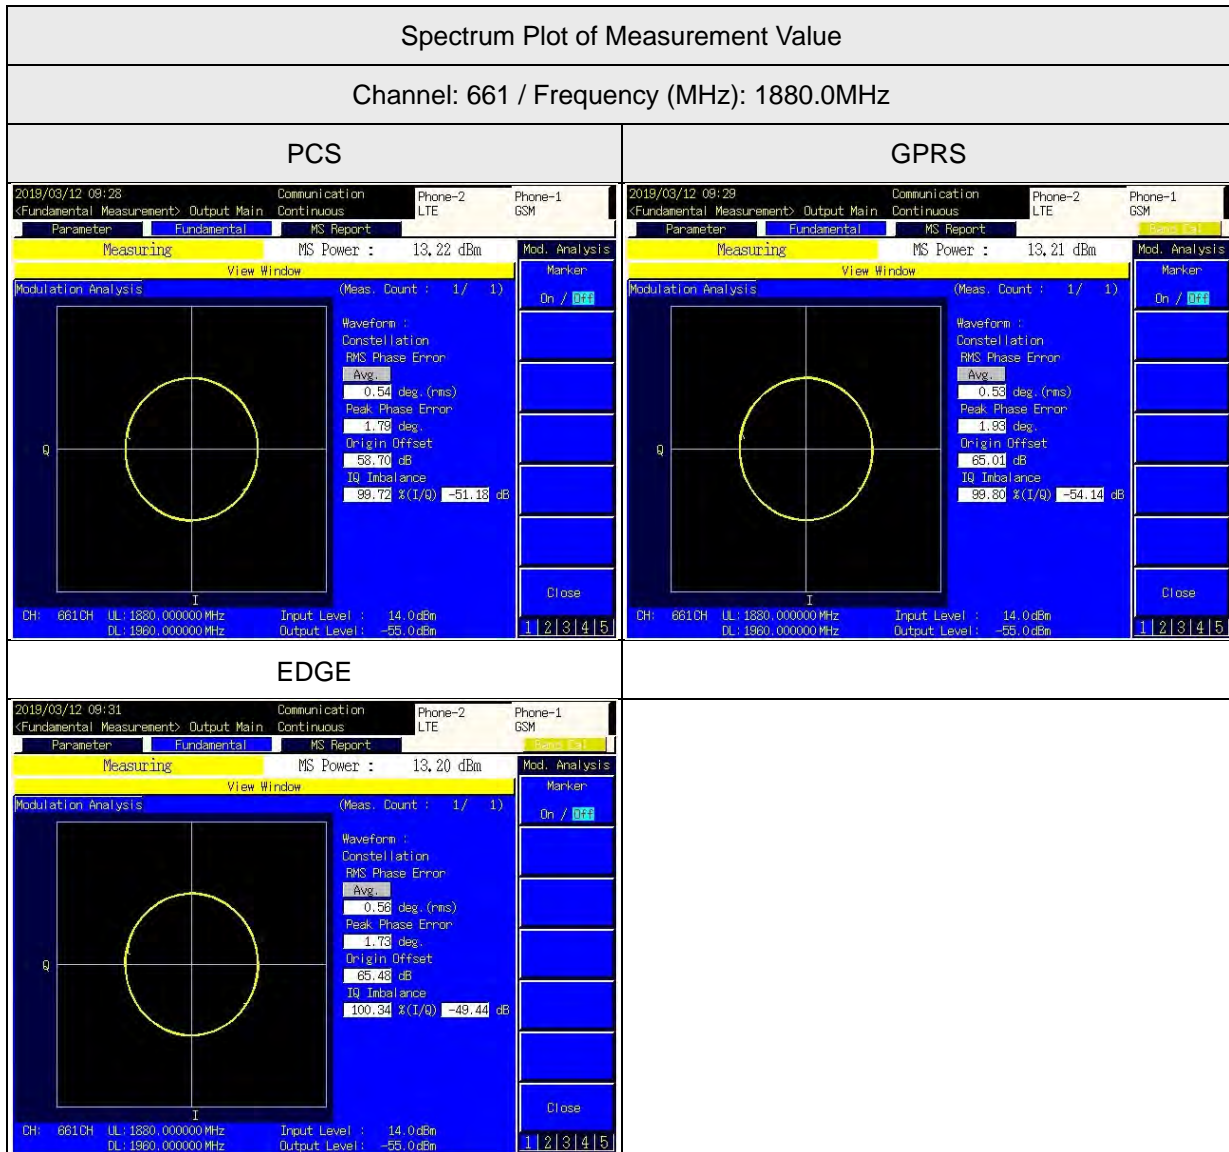 Spectrum Plot of Measurement Value
Channel: 661 / Frequency (MHz): 1880.0MHz
PCS
2019/03/12 09:28 Communication Phone-2 Phone-1
<Fundamental Measurement> Output Main Continuous LTE GSM
Parameter Fundamental MS Report
Measuring MS Power : 13.22 dBm Mod. Analysis
View Window Marker
Modulation Analysis (Meas. Count : 1/ 1) On / Off
Waveform :
Constellation
RMS Phase Error
Avg.
0.54 deg.(rms)
Peak Phase Error
1.79 deg.
Origin Offset
Q 58.70 dB
IQ Imbalance
99.72 %(I/Q) -51.18 dB
Close
I
CH: 661CH UL:1880.000000MHz Input Level : 14.0dBm
DL:1960.000000MHz Output Level: -55.0dBm 1 2 3 4 5
GPRS
2019/03/12 09:29 Communication Phone-2 Phone-1
<Fundamental Measurement> Output Main Continuous LTE GSM
Parameter Fundamental MS Report Band Cal
Measuring MS Power : 13.21 dBm Mod. Analysis
View Window Marker
Modulation Analysis (Meas. Count : 1/ 1) On / Off
Waveform :
Constellation
RMS Phase Error
Avg.
0.53 deg.(rms)
Peak Phase Error
1.93 deg.
Origin Offset
Q 65.01 dB
IQ Imbalance
99.80 %(I/Q) -54.14 dB
Close
I
CH: 661CH UL:1880.000000MHz Input Level : 14.0dBm
DL:1960.000000MHz Output Level: -55.0dBm 1 2 3 4 5
EDGE
2019/03/12 09:31 Communication Phone-2 Phone-1
<Fundamental Measurement> Output Main Continuous LTE GSM
Parameter Fundamental MS Report Band Cal
Measuring MS Power : 13.20 dBm Mod. Analysis
View Window Marker
Modulation Analysis (Meas. Count : 1/ 1) On / Off
Waveform :
Constellation
RMS Phase Error
Avg.
0.56 deg.(rms)
Peak Phase Error
1.73 deg.
Origin Offset
Q 65.48 dB
IQ Imbalance
100.34 %(I/Q) -49.44 dB
Close
I
CH: 661CH UL:1880.000000MHz Input Level : 14.0dBm
DL:1960.000000MHz Output Level: -55.0dBm 1 2 3 4 5